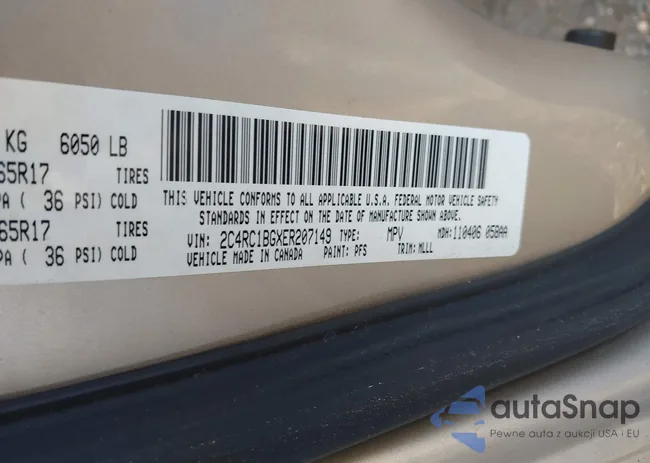 KG 6050 LB
65R17 TIRES
PA ( 36 PSI) COLD
65R17 TIRES
PA ( 36 PSI) COLD
THIS VEHICLE CONFORMS TO ALL APPLICABLE U.S.A. FEDERAL MOTOR VEHICLE SAFETY
STANDARDS IN EFFECT ON THE DATE OF MANUFACTURE SHOWN ABOVE.
VIN: 2C4RC1BGXER207149 TYPE: MPV MDH: 110406 058AA
VEHICLE MADE IN CANADA PAINT: PFS TRIM: MLLL
autaSnap
Pewne auta z aukcji USA i EU